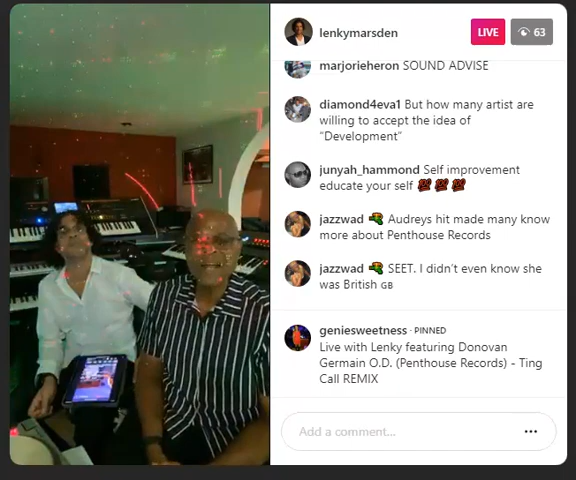 lenkymarsden
LIVE
63
marjorieheron SOUND ADVISE
diamond4eva1 But how many artist are
willing to accept the idea of
"Development"
junyah_hammond Self improvement
educate your self 💯 💯 💯
jazzwad Audreys hit made many know
more about Penthouse Records
jazzwad SEET. I didn't even know she
was British GB
geniesweetness · PINNED
Live with Lenky featuring Donovan
Germain O.D. (Penthouse Records) - Ting
Call REMIX
Add a comment...